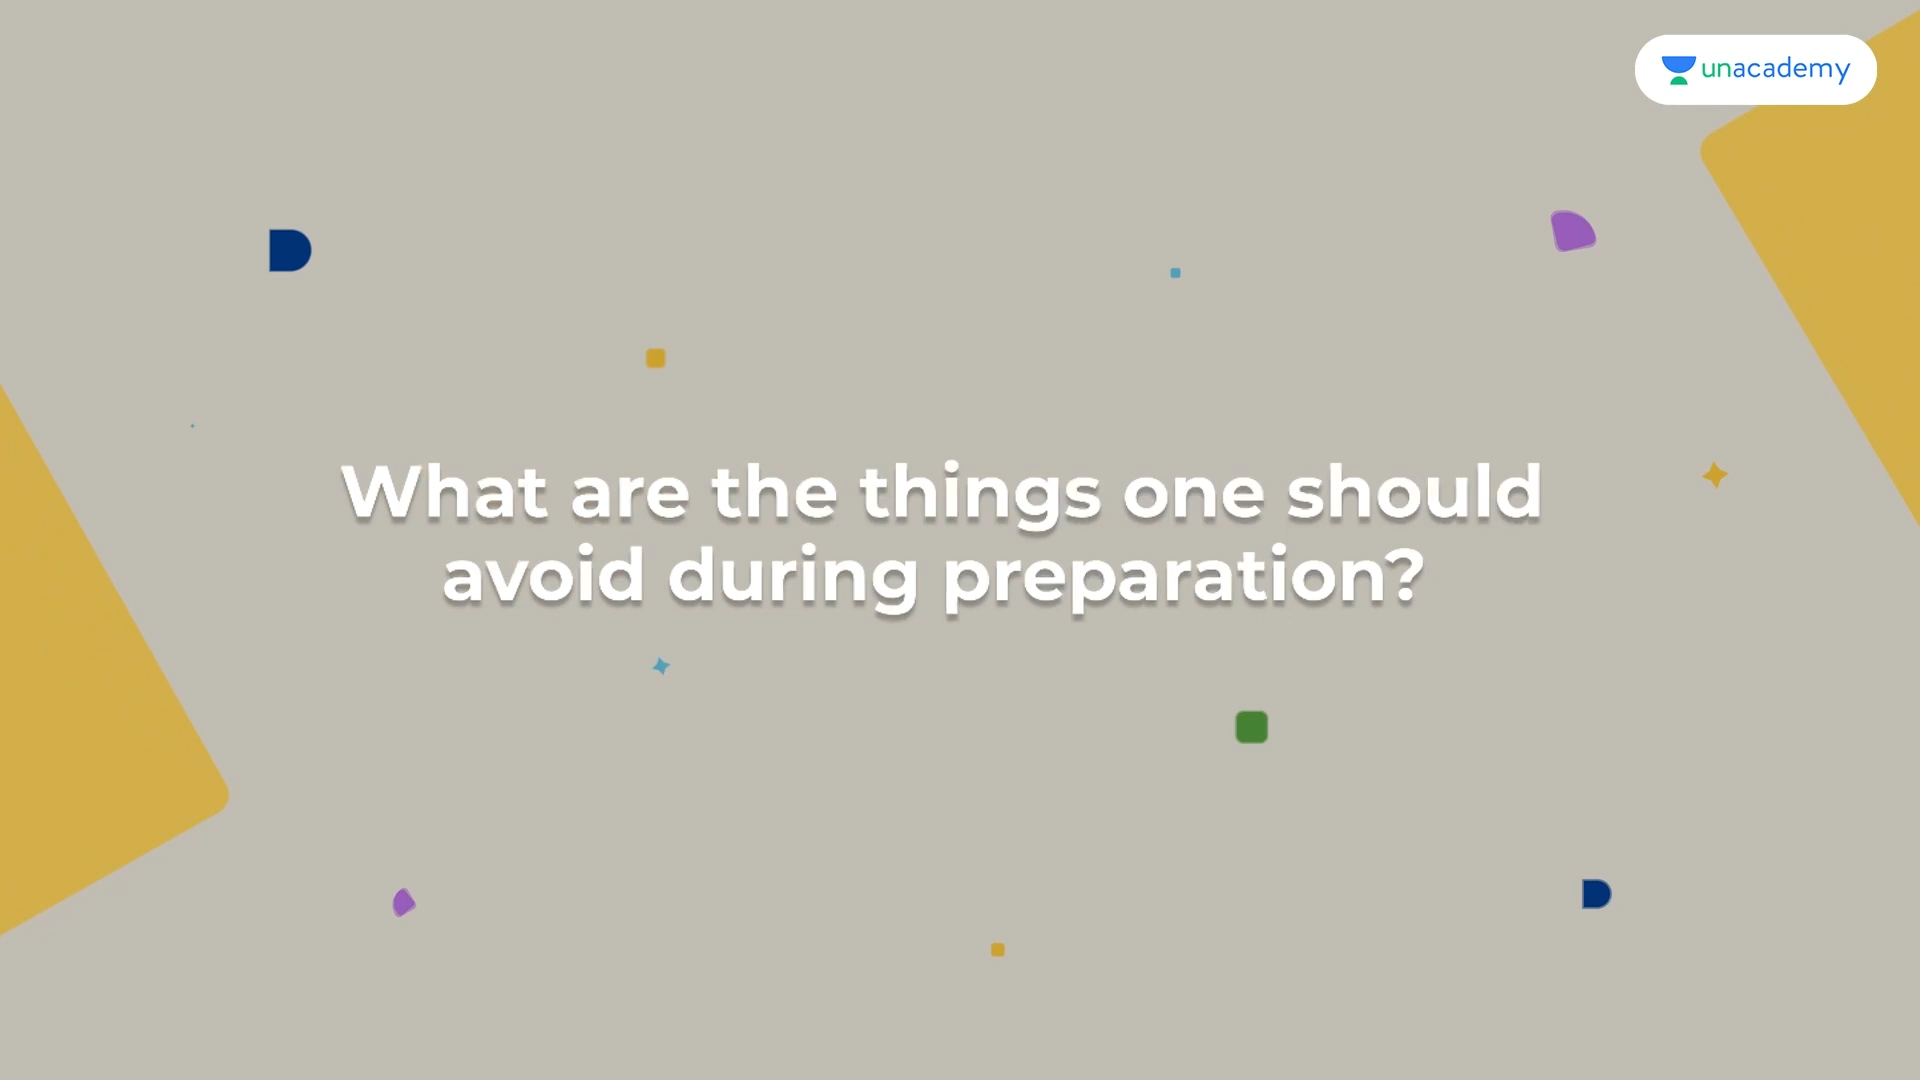 unacademy
What are the things one should
avoid during preparation?